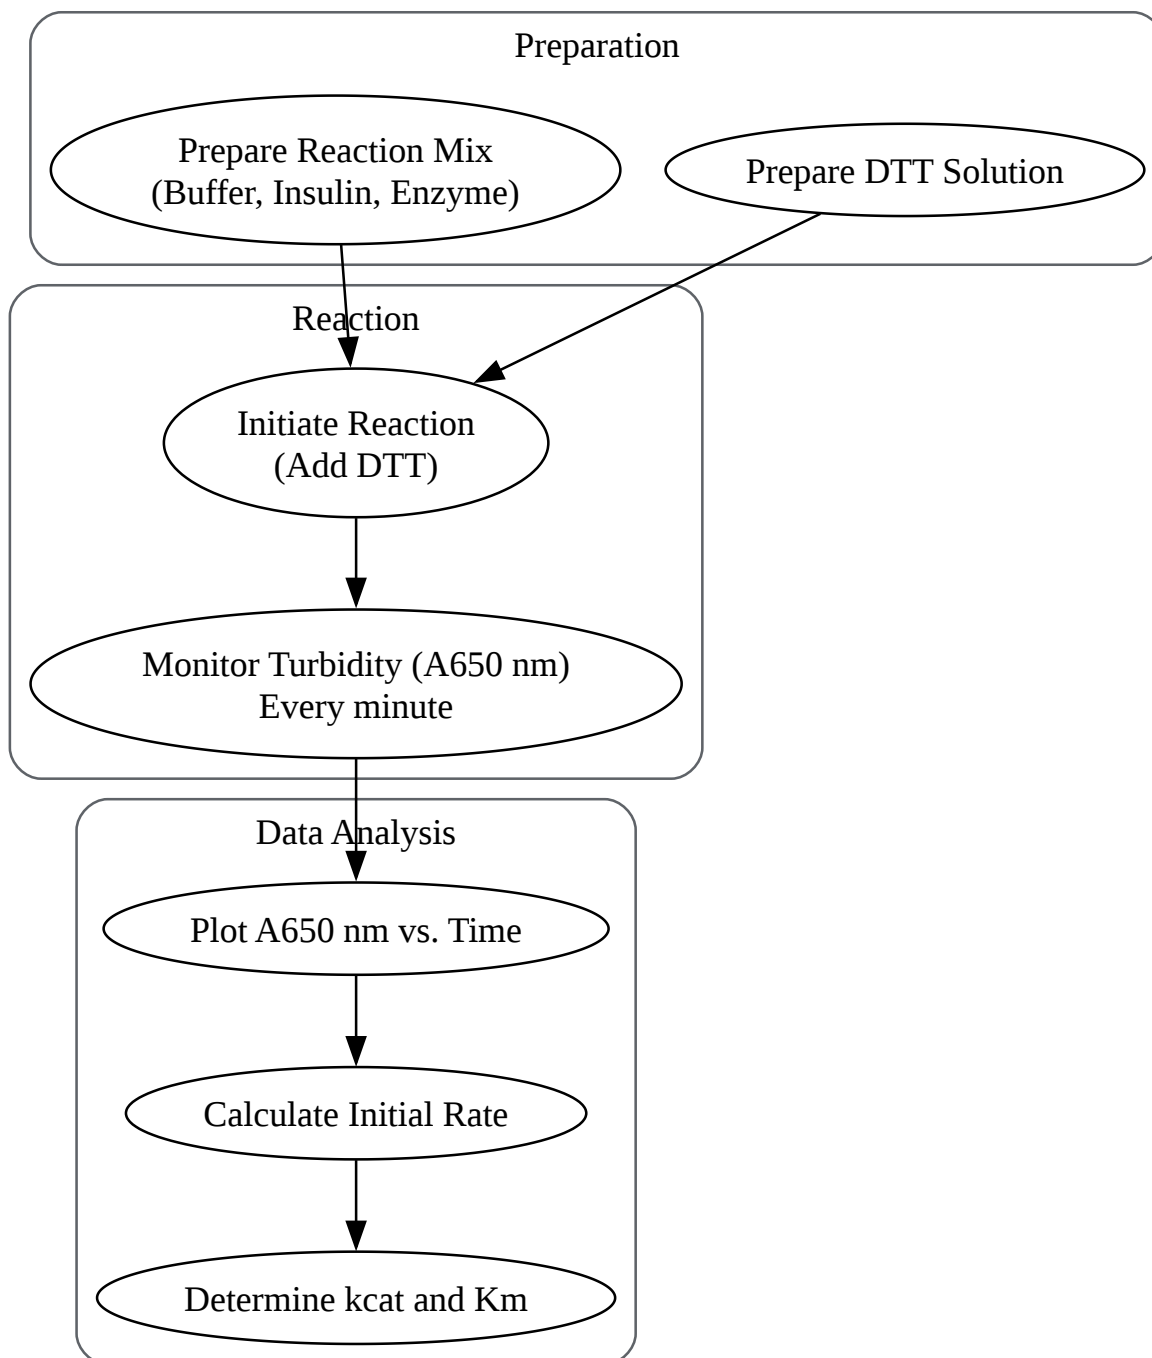 Preparation
Prepare Reaction Mix
(Buffer, Insulin, Enzyme)
Prepare DTT Solution
Reaction
Initiate Reaction
(Add DTT)
Monitor Turbidity (A650 nm)
Every minute
Data Analysis
Plot A650 nm vs. Time
Calculate Initial Rate
Determine kcat and Km